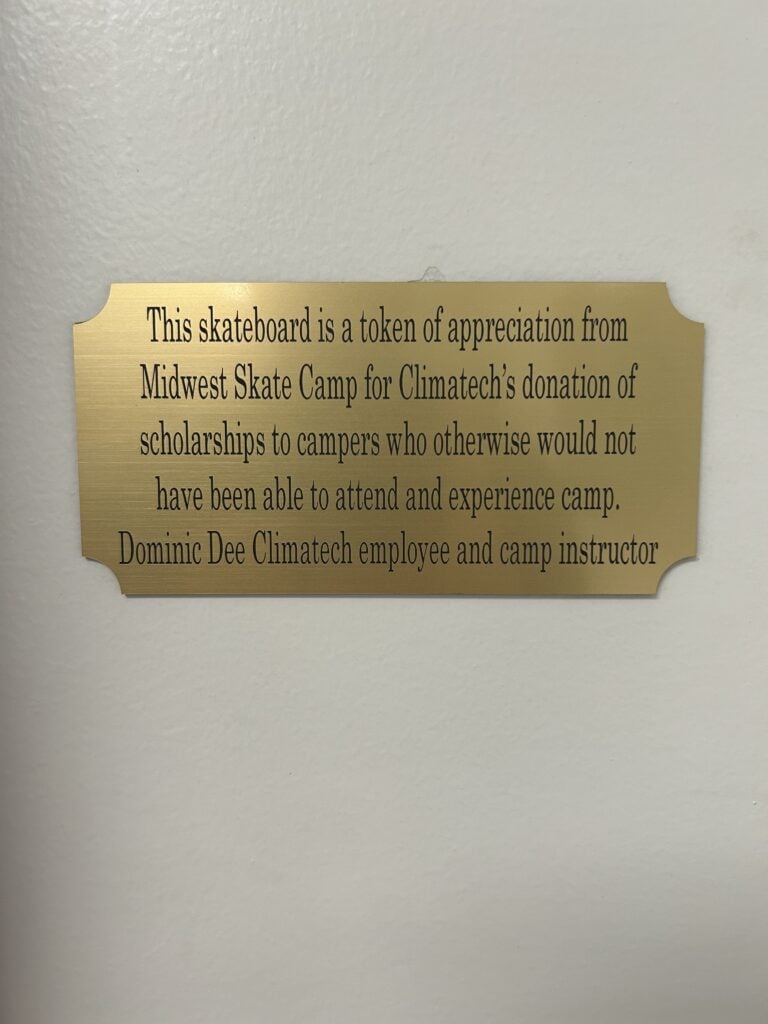 This skateboard is a token of appreciation from
Midwest Skate Camp for Climatech's donation of
scholarships to campers who otherwise would not
have been able to attend and experience camp.
Dominic Dee Climatech employee and camp instructor